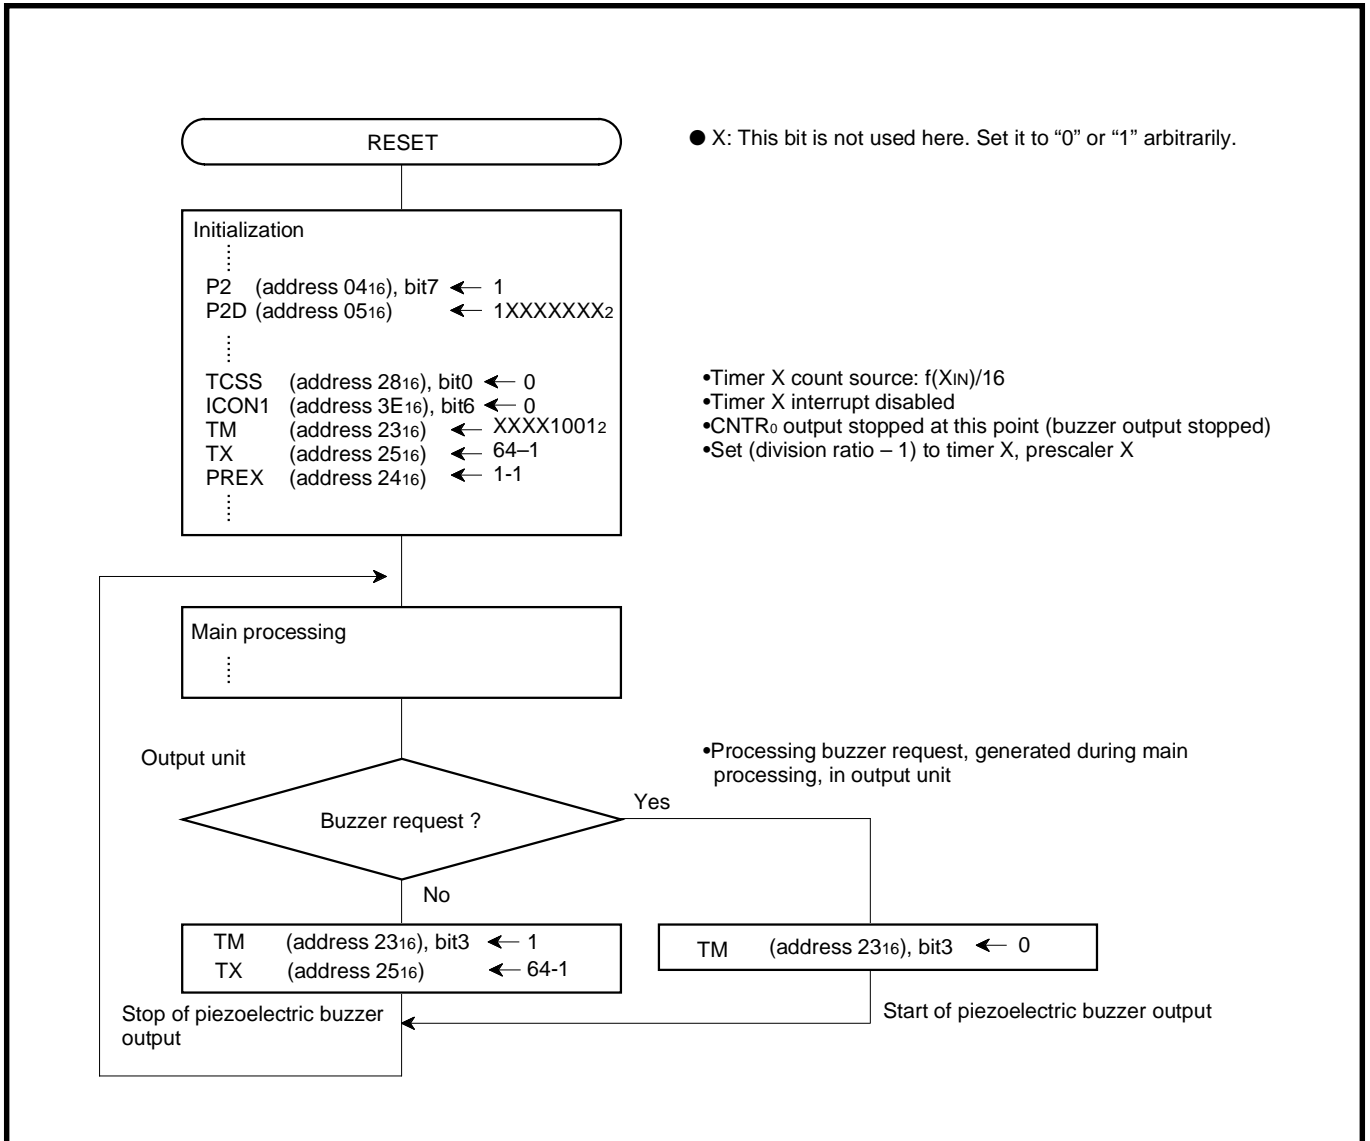 RESET
● X: This bit is not used here. Set it to “0” or “1” arbitrarily.
Initialization
P2 (address 0416), bit7 ← 1
P2D (address 0516) ← 1XXXXXXX2
TCSS (address 2816), bit0 ← 0
ICON1 (address 3E16), bit6 ← 0
TM (address 2316) ← XXXX10012
TX (address 2516) ← 64–1
PREX (address 2416) ← 1-1
•Timer X count source: f(XIN)/16
•Timer X interrupt disabled
•CNTR0 output stopped at this point (buzzer output stopped)
•Set (division ratio – 1) to timer X, prescaler X
Main processing
Output unit
•Processing buzzer request, generated during main
processing, in output unit
Buzzer request ?
Yes
No
TM (address 2316), bit3 ← 1
TX (address 2516) ← 64-1
TM (address 2316), bit3 ← 0
Stop of piezoelectric buzzer
output
Start of piezoelectric buzzer output